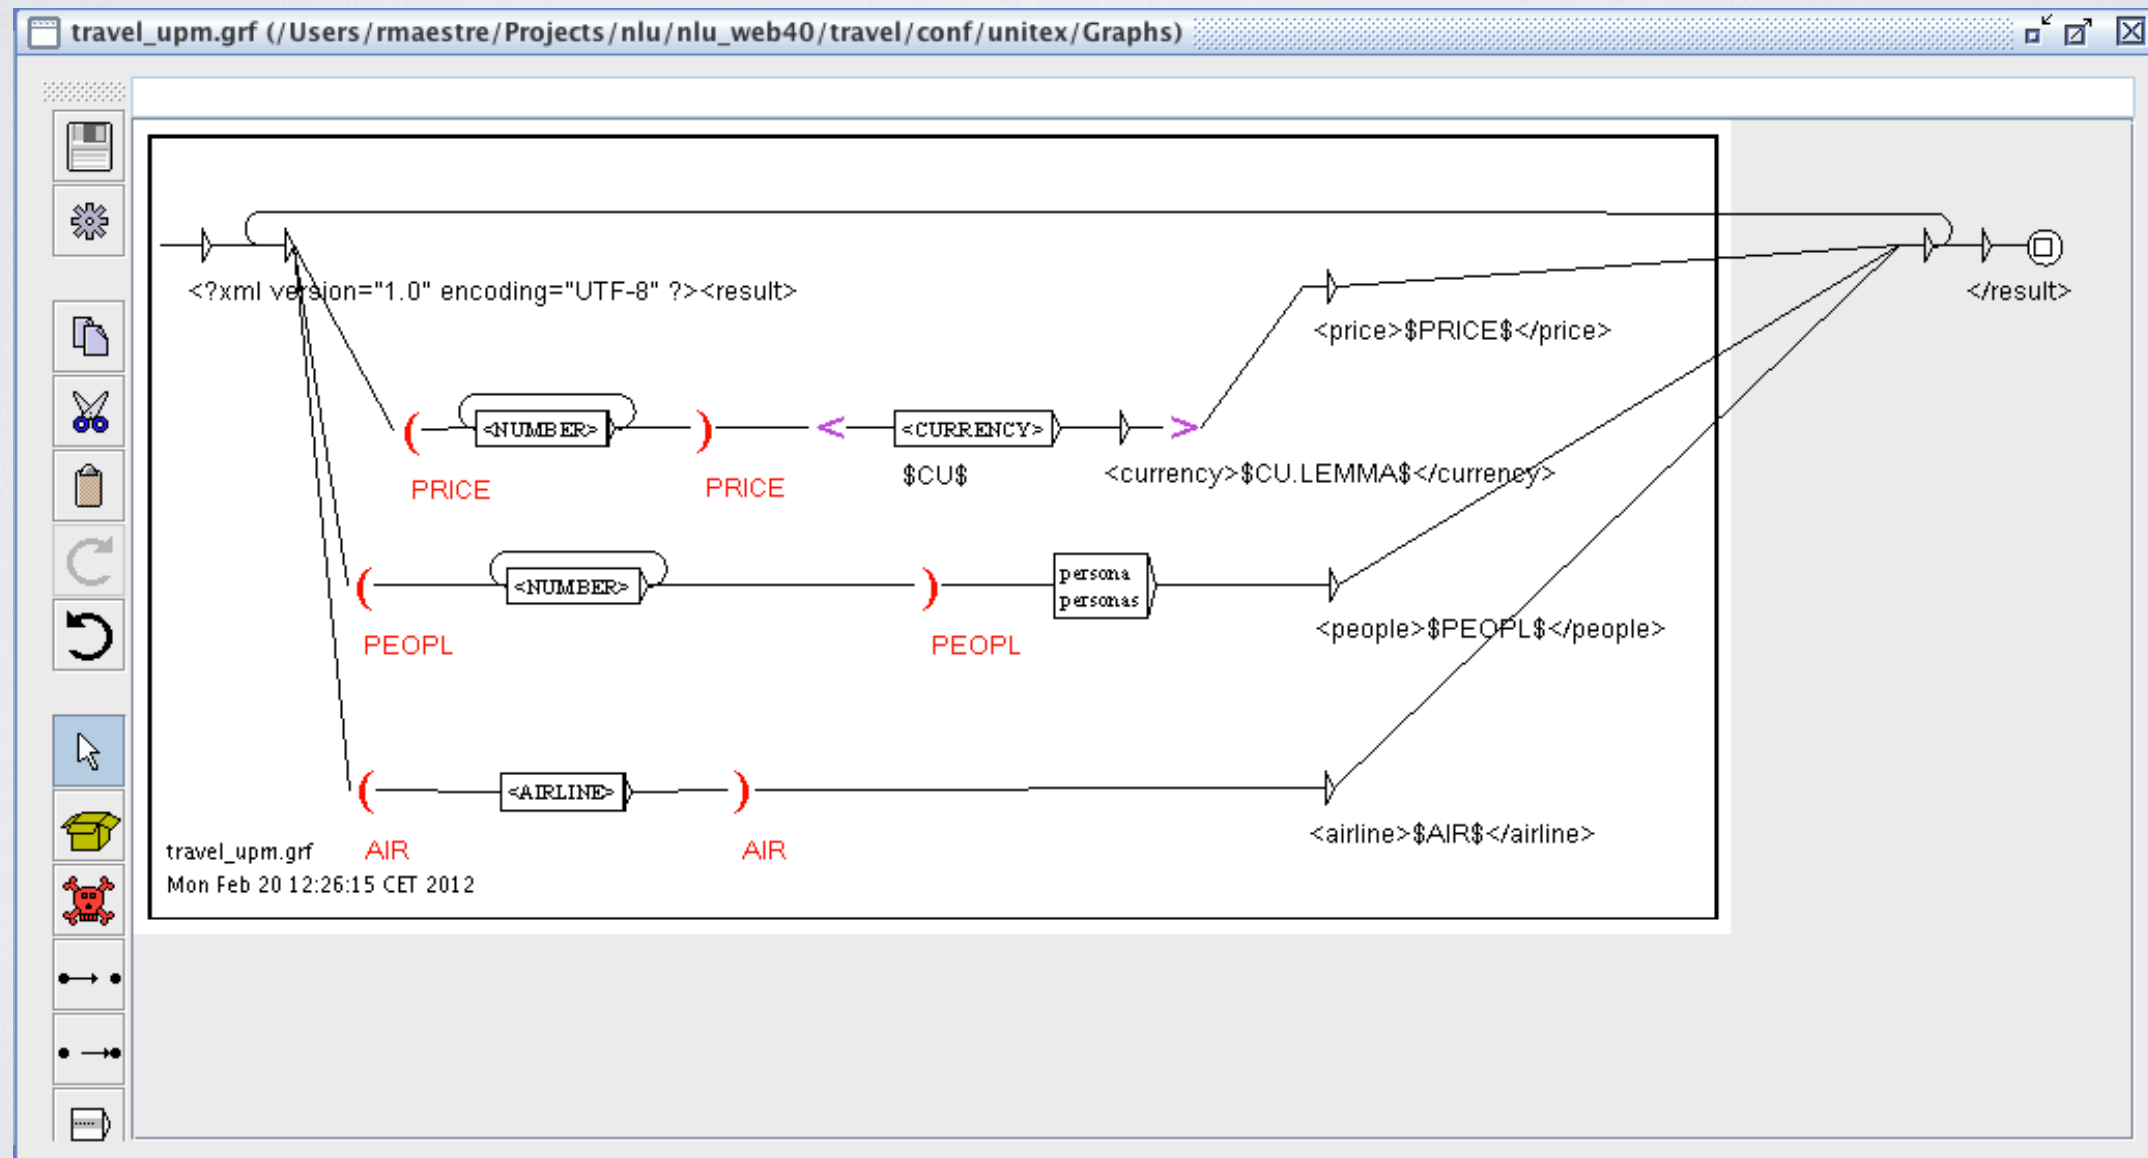 travel_upm.grf (/Users/rmaestre/Projects/nlu/nlu_web40/travel/conf/unitex/Graphs)
<?xml version="1.0" encoding="UTF-8" ?><result>
</result>
<price>$PRICE$</price>
( <NUMBER> ) < <CURRENCY> >
PRICE PRICE $CU$ <currency>$CU.LEMMA$</currency>
( <NUMBER> ) persona
personas
PEOPL PEOPL <people>$PEOPL$</people>
( <AIRLINE> )
AIR AIR <airline>$AIR$</airline>
travel_upm.grf
Mon Feb 20 12:26:15 CET 2012